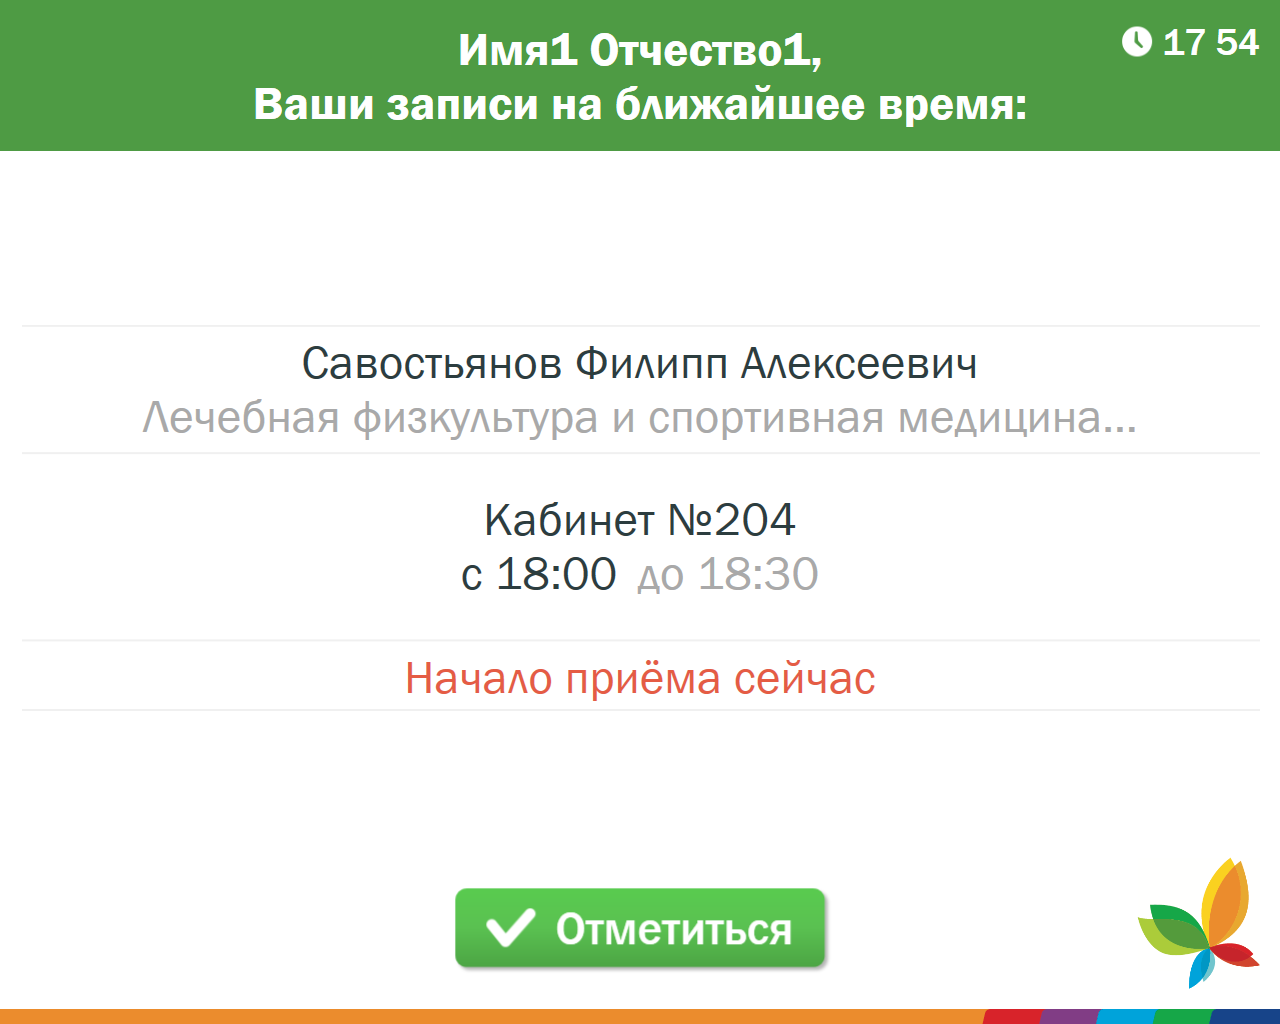 Имя1 Отчество1,
17 54
Ваши записи на ближайшее время:
Савостьянов Филипп Алексеевич
Лечебная физкультура и спортивная медицина...
Кабинет №204
с 18:00 до 18:30
Начало приёма сейчас
Отметиться